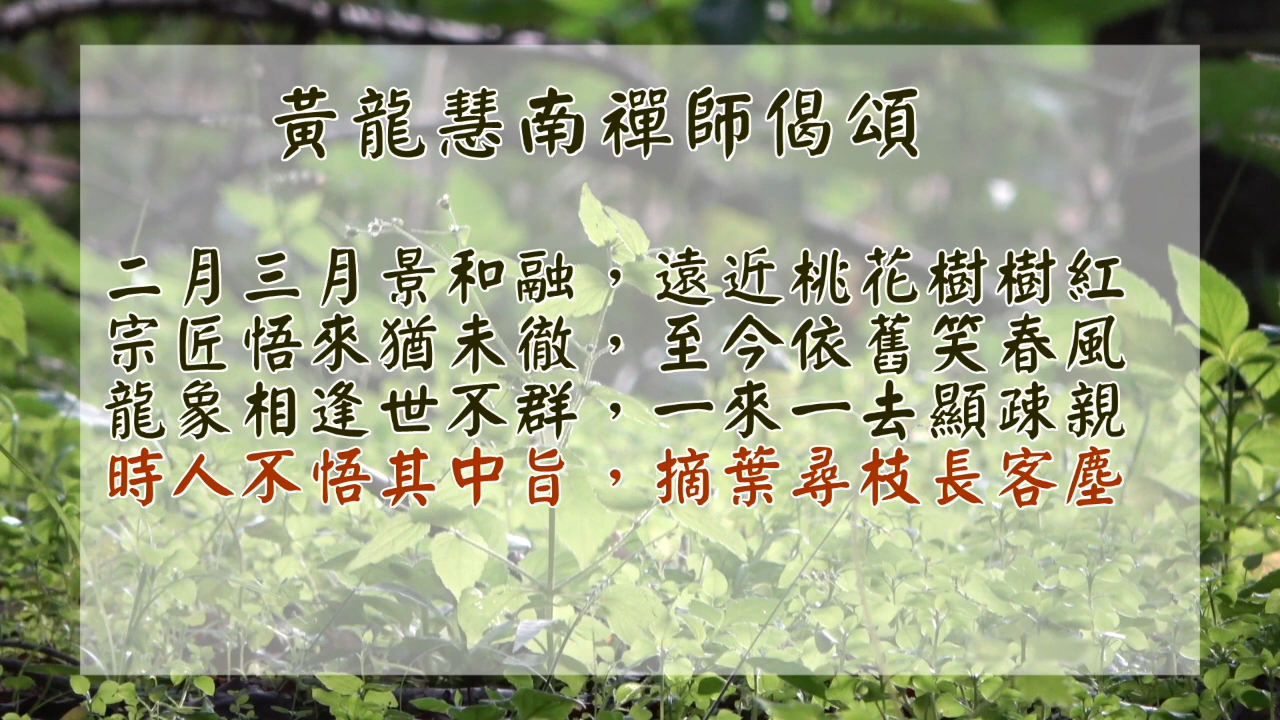 黃龍慧南禪師偈頌
二月三月景和融，遠近桃花樹樹紅
宗匠悟來猶未徹，至今依舊笑春風
龍象相逢世不群，一來一去顯疎親
時人不悟其中旨，摘葉尋枝長客塵